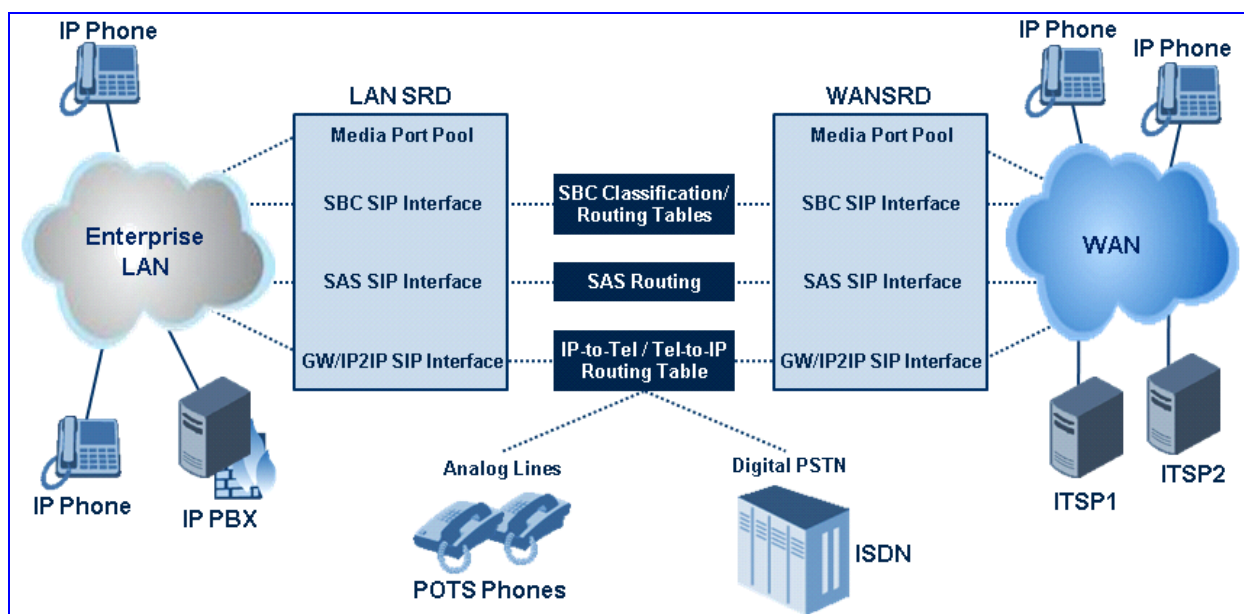 IP Phone
IP Phone
IP Phone
LAN SRD
WANSRD
Media Port Pool
Media Port Pool
SBC SIP Interface
SBC Classification/
Routing Tables
SBC SIP Interface
Enterprise
LAN
WAN
SAS SIP Interface
SAS Routing
SAS SIP Interface
GW/IP2IP SIP Interface
IP-to-Tel / Tel-to-IP
Routing Table
GW/IP2IP SIP Interface
Analog Lines
Digital PSTN
IP Phone
IP PBX
POTS Phones
ISDN
ITSP1
ITSP2